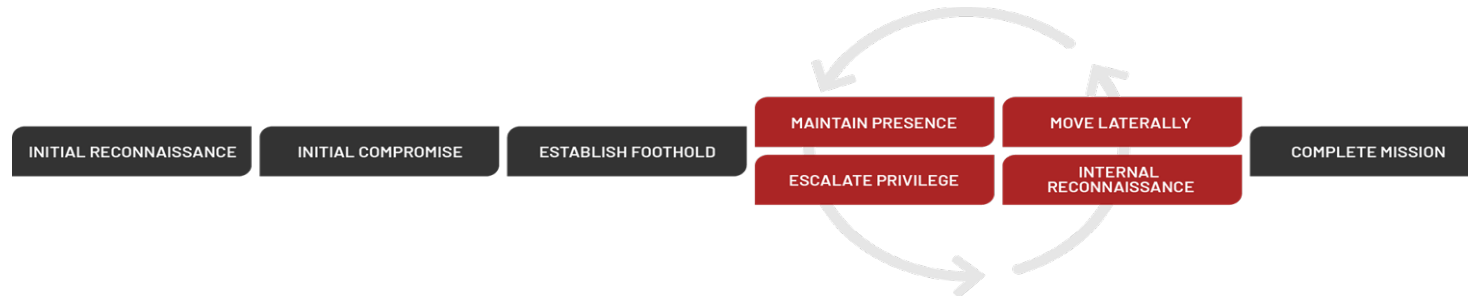 INITIAL RECONNAISSANCE
INITIAL COMPROMISE
ESTABLISH FOOTHOLD
MAINTAIN PRESENCE
MOVE LATERALLY
ESCALATE PRIVILEGE
INTERNAL
RECONNAISSANCE
COMPLETE MISSION